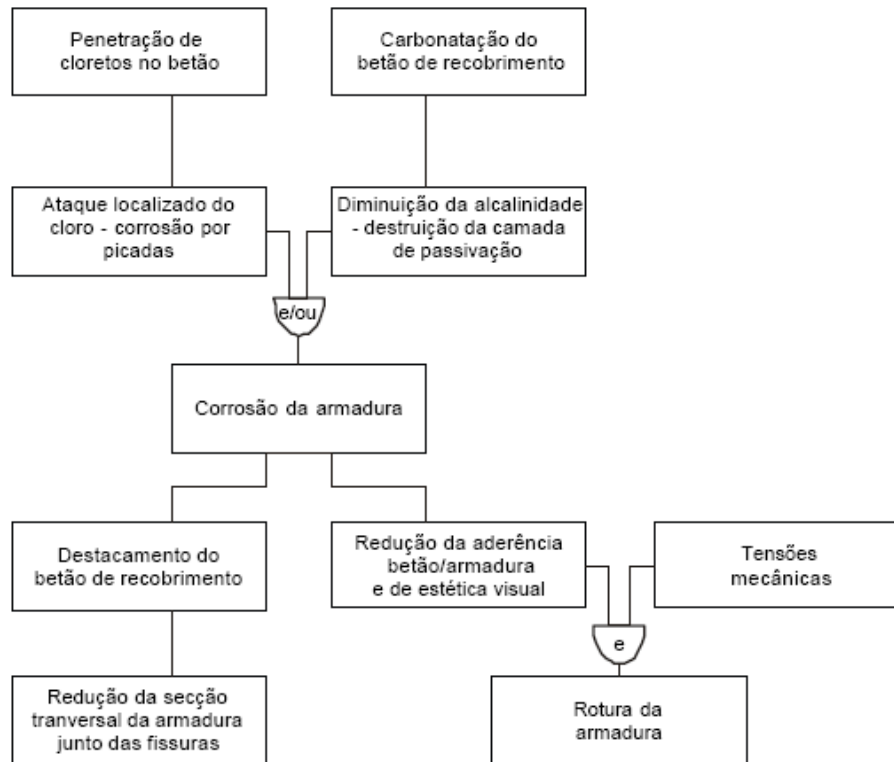 Penetração de
cloretos no betão
Carbonatação do
betão de recobrimento
Ataque localizado do
cloro - corrosão por
picadas
Diminuição da alcalinidade
- destruição da camada
de passivação
e/ou
Corrosão da armadura
Destacamento do
betão de recobrimento
Redução da aderência
betão/armadura
e de estética visual
Tensões
mecânicas
e
Redução da secção
tranversal da armadura
junto das fissuras
Rotura da
armadura